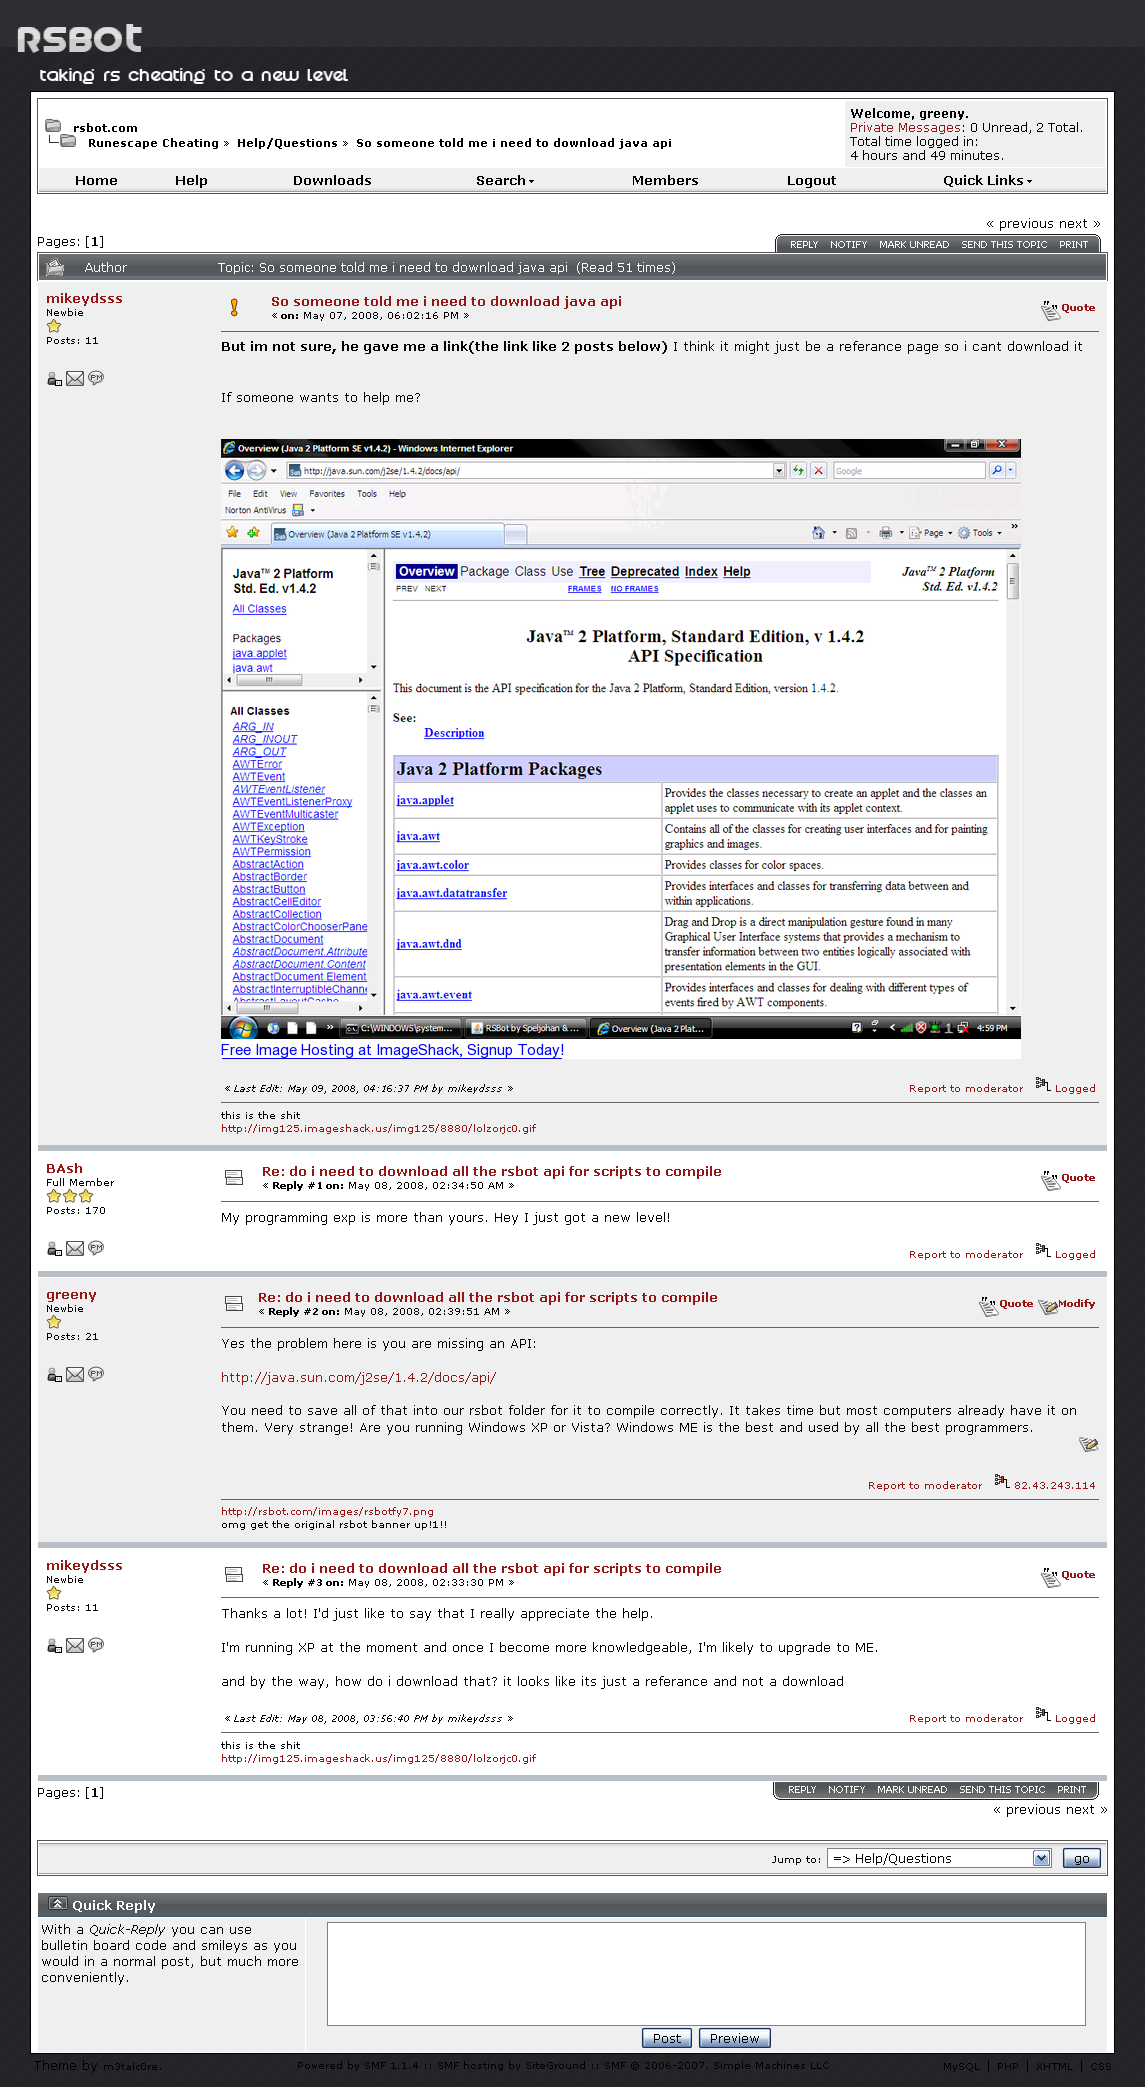 RSBOT
taking rs cheating to a new level
rsbot.com
Runescape Cheating » Help/Questions » So someone told me i need to download java api
Welcome, greeny.
Private Messages: 0 Unread, 2 Total.
Total time logged in:
4 hours and 49 minutes.
Home Help Downloads Search Members Logout Quick Links
« previous next »
Pages: [1]
REPLY NOTIFY MARK UNREAD SEND THIS TOPIC PRINT
Author Topic: So someone told me i need to download java api (Read 51 times)
mikeydsss
Newbie
Posts: 11
So someone told me i need to download java api
« on: May 07, 2008, 06:02:16 PM »
Quote
But im not sure, he gave me a link(the link like 2 posts below) I think it might just be a referance page so i cant download it
If someone wants to help me?
Overview (Java 2 Platform SE v1.4.2) - Windows Internet Explorer
http://java.sun.com/j2se/1.4.2/docs/api/
Google
File Edit View Favorites Tools Help
Norton AntiVirus
Overview (Java 2 Platform SE v1.4.2)
Page Tools »
Java™ 2 Platform
Std. Ed. v1.4.2
All Classes
Packages
java.applet
java.awt
All Classes
ARG_IN
ARG_INOUT
ARG_OUT
AWTError
AWTEvent
AWTEventListener
AWTEventListenerProxy
AWTEventMulticaster
AWTException
AWTKeyStroke
AWTPermission
AbstractAction
AbstractBorder
AbstractButton
AbstractCellEditor
AbstractCollection
AbstractColorChooserPane
AbstractDocument
AbstractDocument.Attribute
AbstractDocument.Content
AbstractDocument.Element
AbstractInterruptibleChanne
AbstractLayoutCache
Overview Package Class Use Tree Deprecated Index Help
PREV NEXT FRAMES NO FRAMES
Java™ 2 Platform
Std. Ed. v1.4.2
Java™ 2 Platform, Standard Edition, v 1.4.2
API Specification
This document is the API specification for the Java 2 Platform, Standard Edition, version 1.4.2.
See:
Description
Java 2 Platform Packages
java.applet Provides the classes necessary to create an applet and the classes an
applet uses to communicate with its applet context.
java.awt Contains all of the classes for creating user interfaces and for painting
graphics and images.
java.awt.color Provides classes for color spaces.
java.awt.datatransfer Provides interfaces and classes for transferring data between and
within applications.
java.awt.dnd Drag and Drop is a direct manipulation gesture found in many
Graphical User Interface systems that provides a mechanism to
transfer information between two entities logically associated with
presentation elements in the GUI.
java.awt.event Provides interfaces and classes for dealing with different types of
events fired by AWT components.
» C:\WINDOWS\system... RSBot by Speljohan & ... Overview (Java 2 Plat... 4:59 PM
Free Image Hosting at ImageShack, Signup Today!
« Last Edit: May 09, 2008, 04:16:37 PM by mikeydsss »
Report to moderator Logged
this is the shit
http://img125.imageshack.us/img125/8880/lolzorjc0.gif
BAsh
Full Member
Posts: 170
Re: do i need to download all the rsbot api for scripts to compile
« Reply #1 on: May 08, 2008, 02:34:50 AM »
Quote
My programming exp is more than yours. Hey I just got a new level!
Report to moderator Logged
greeny
Newbie
Posts: 21
Re: do i need to download all the rsbot api for scripts to compile
« Reply #2 on: May 08, 2008, 02:39:51 AM »
Quote Modify
Yes the problem here is you are missing an API:
http://java.sun.com/j2se/1.4.2/docs/api/
You need to save all of that into our rsbot folder for it to compile correctly. It takes time but most computers already have it on
them. Very strange! Are you running Windows XP or Vista? Windows ME is the best and used by all the best programmers.
Report to moderator 82.43.243.114
http://rsbot.com/images/rsbotfy7.png
omg get the original rsbot banner up!1!!
mikeydsss
Newbie
Posts: 11
Re: do i need to download all the rsbot api for scripts to compile
« Reply #3 on: May 08, 2008, 02:33:30 PM »
Quote
Thanks a lot! I'd just like to say that I really appreciate the help.
I'm running XP at the moment and once I become more knowledgeable, I'm likely to upgrade to ME.
and by the way, how do i download that? it looks like its just a referance and not a download
« Last Edit: May 08, 2008, 03:56:40 PM by mikeydsss »
Report to moderator Logged
this is the shit
http://img125.imageshack.us/img125/8880/lolzorjc0.gif
Pages: [1]
REPLY NOTIFY MARK UNREAD SEND THIS TOPIC PRINT
« previous next »
Jump to: => Help/Questions go
Quick Reply
With a Quick-Reply you can use
bulletin board code and smileys as you
would in a normal post, but much more
conveniently.
Post Preview
Theme by m3talc0re. Powered by SMF 1.1.4 :: SMF hosting by SiteGround :: SMF © 2006-2007, Simple Machines LLC MySQL | PHP | XHTML | CSS